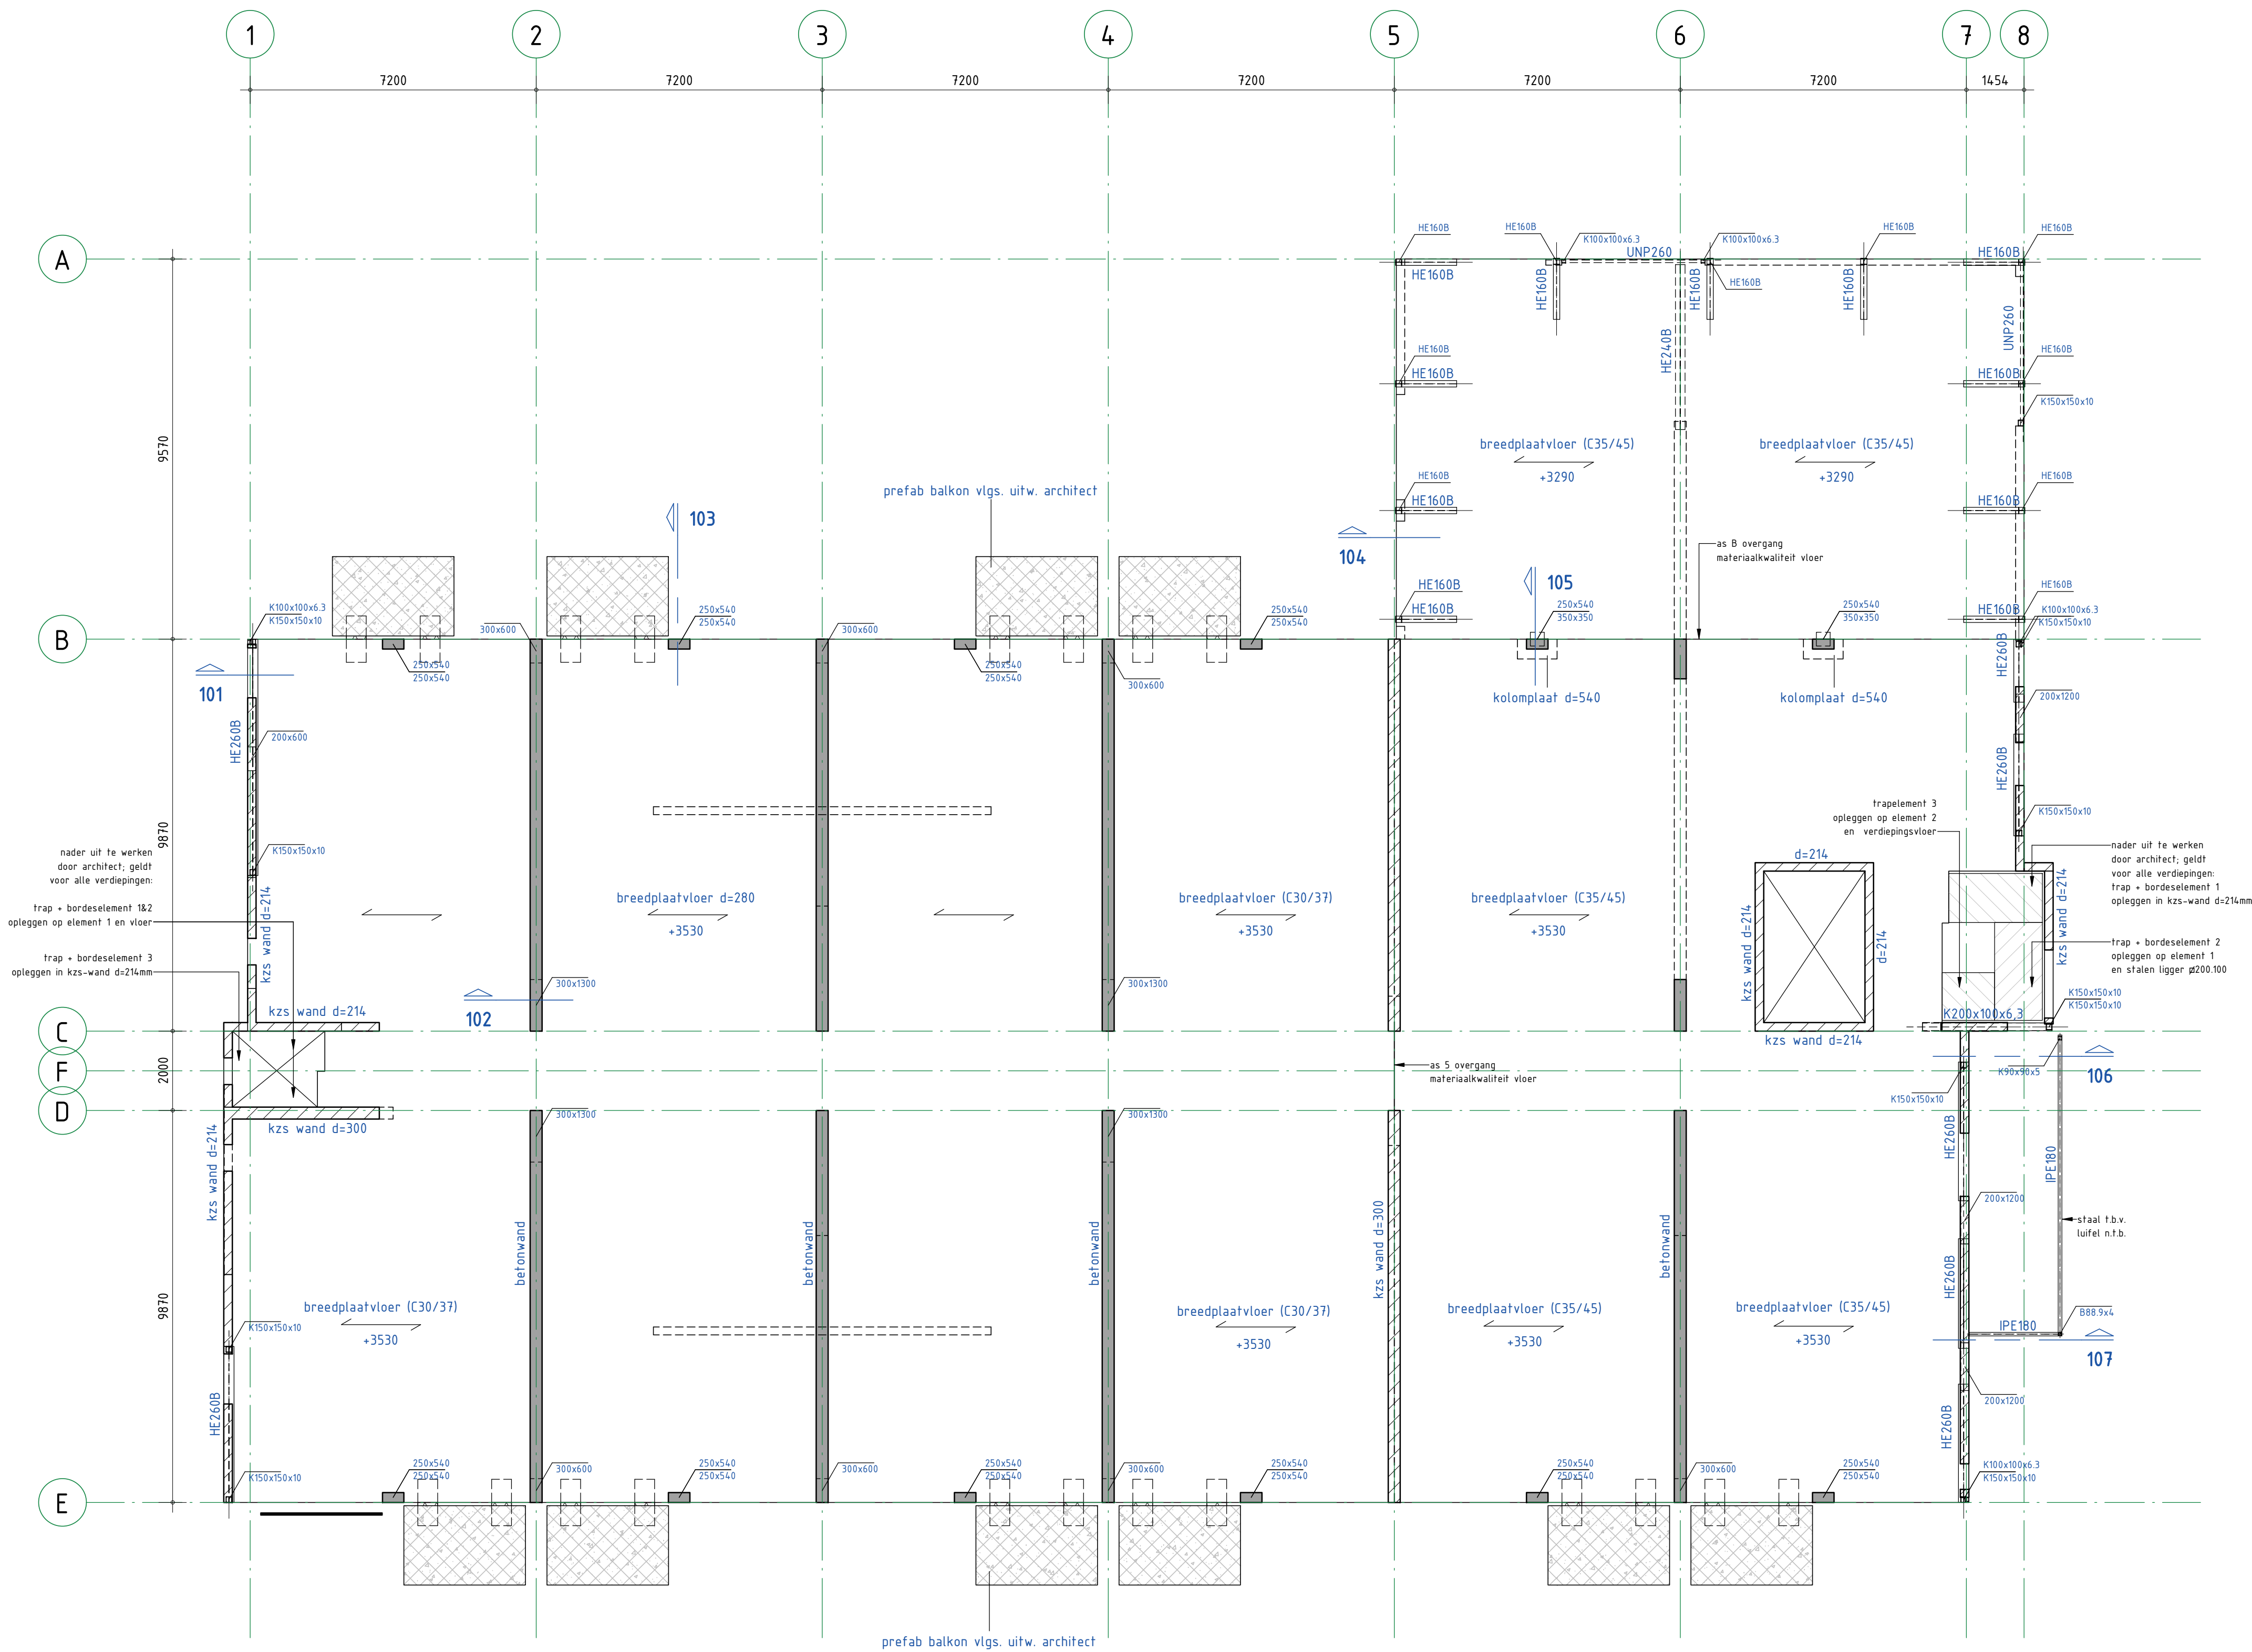 1 2 3 4 5 6 7 8
7200 7200 7200 7200 7200 7200 1454
A
HE160B
HE160B
HE160B
K100x100x6.3
UNP260
K100x100x6.3
HE160B
HE160B
HE160B
HE160B
HE160B
HE160B
HE160B
HE160B
HE240B
UNP260
HE160B
HE160B
HE160B
HE160B
K150x150x10
9570
breedplaatvloer (C35/45)
+3290
breedplaatvloer (C35/45)
+3290
HE160B
HE160B
HE160B
HE160B
prefab balkon vlgs. uitw. architect
103
104
as B overgang
materiaalkwaliteit vloer
105
HE160B
HE160B
HE160B
HE160B
K100x100x6.3
K150x150x10
B
K100x100x6.3
K150x150x10
300x600
250x540
250x540
300x600
250x540
250x540
250x540
350x350
250x540
350x350
250x540
250x540
250x540
250x540
300x600
101
kolomplaat d=540
kolomplaat d=540
HE260B
200x1200
HE260B
200x600
HE260B
K150x150x10
9870
K150x150x10
nader uit te werken
door architect; geldt
voor alle verdiepingen:
trap + bordeselement 1&2
opleggen op element 1 en vloer
trap + bordeselement 3
opleggen in kzs-wand d=214mm
kzs wand d=214
breedplaatvloer d=280
+3530
breedplaatvloer (C30/37)
+3530
breedplaatvloer (C35/45)
+3530
d=214
kzs wand d=214
d=214
kzs wand d=214
trapelement 3
opleggen op element 2
en verdiepingsvloer
nader uit te werken
door architect; geldt
voor alle verdiepingen:
trap + bordeselement 1
opleggen in kzs-wand d=214mm
kzs wand d=214
trap + bordeselement 2
opleggen op element 1
en stalen ligger ø200.100
K150x150x10
K150x150x10
K200x100x6,3
300x1300
300x1300
102
kzs wand d=214
C
F
D
2000
as 5 overgang
materiaalkwaliteit vloer
K90x90x5
106
K150x150x10
kzs wand d=300
300x1300
300x1300
kzs wand d=214
HE260B
IPE180
200x1200
staal t.b.v.
luifel n.t.b.
betonwand
betonwand
betonwand
kzs wand d=300
betonwand
HE260B
9870
breedplaatvloer (C30/37)
+3530
breedplaatvloer (C30/37)
+3530
breedplaatvloer (C35/45)
+3530
breedplaatvloer (C35/45)
+3530
K150x150x10
IPE180
B88.9x4
107
HE260B
200x1200
HE260B
K150x150x10
250x540
250x540
300x600
250x540
250x540
300x600
250x540
250x540
300x600
250x540
250x540
250x540
250x540
300x600
250x540
250x540
K100x100x6.3
K150x150x10
E
prefab balkon vlgs. uitw. architect